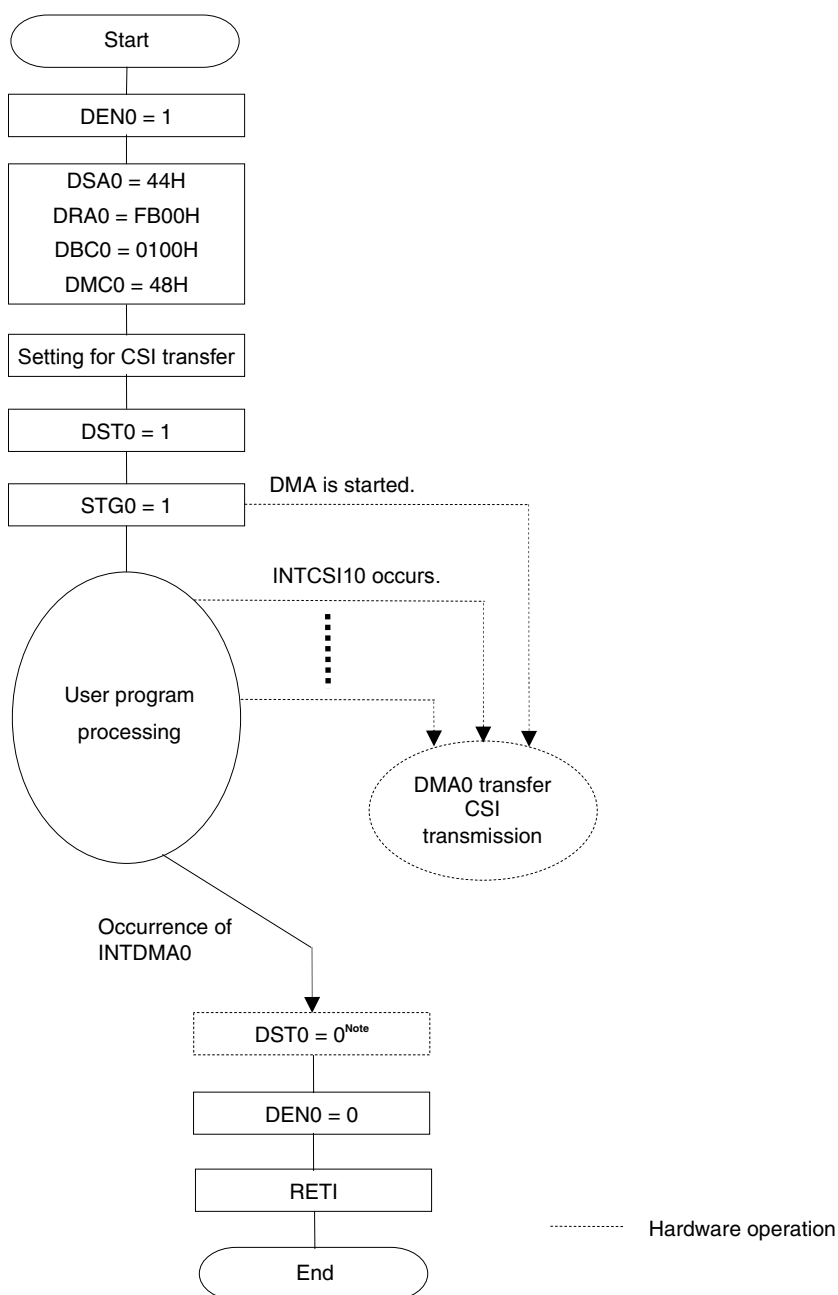 Start
DEN0 = 1
DSA0 = 44H
DRA0 = FB00H
DBC0 = 0100H
DMC0 = 48H
Setting for CSI transfer
DST0 = 1
STG0 = 1
DMA is started.
INTCSI10 occurs.
User program
processing
DMA0 transfer
CSI
transmission
Occurrence of
INTDMA0
DST0 = 0Note
DEN0 = 0
RETI
Hardware operation
End